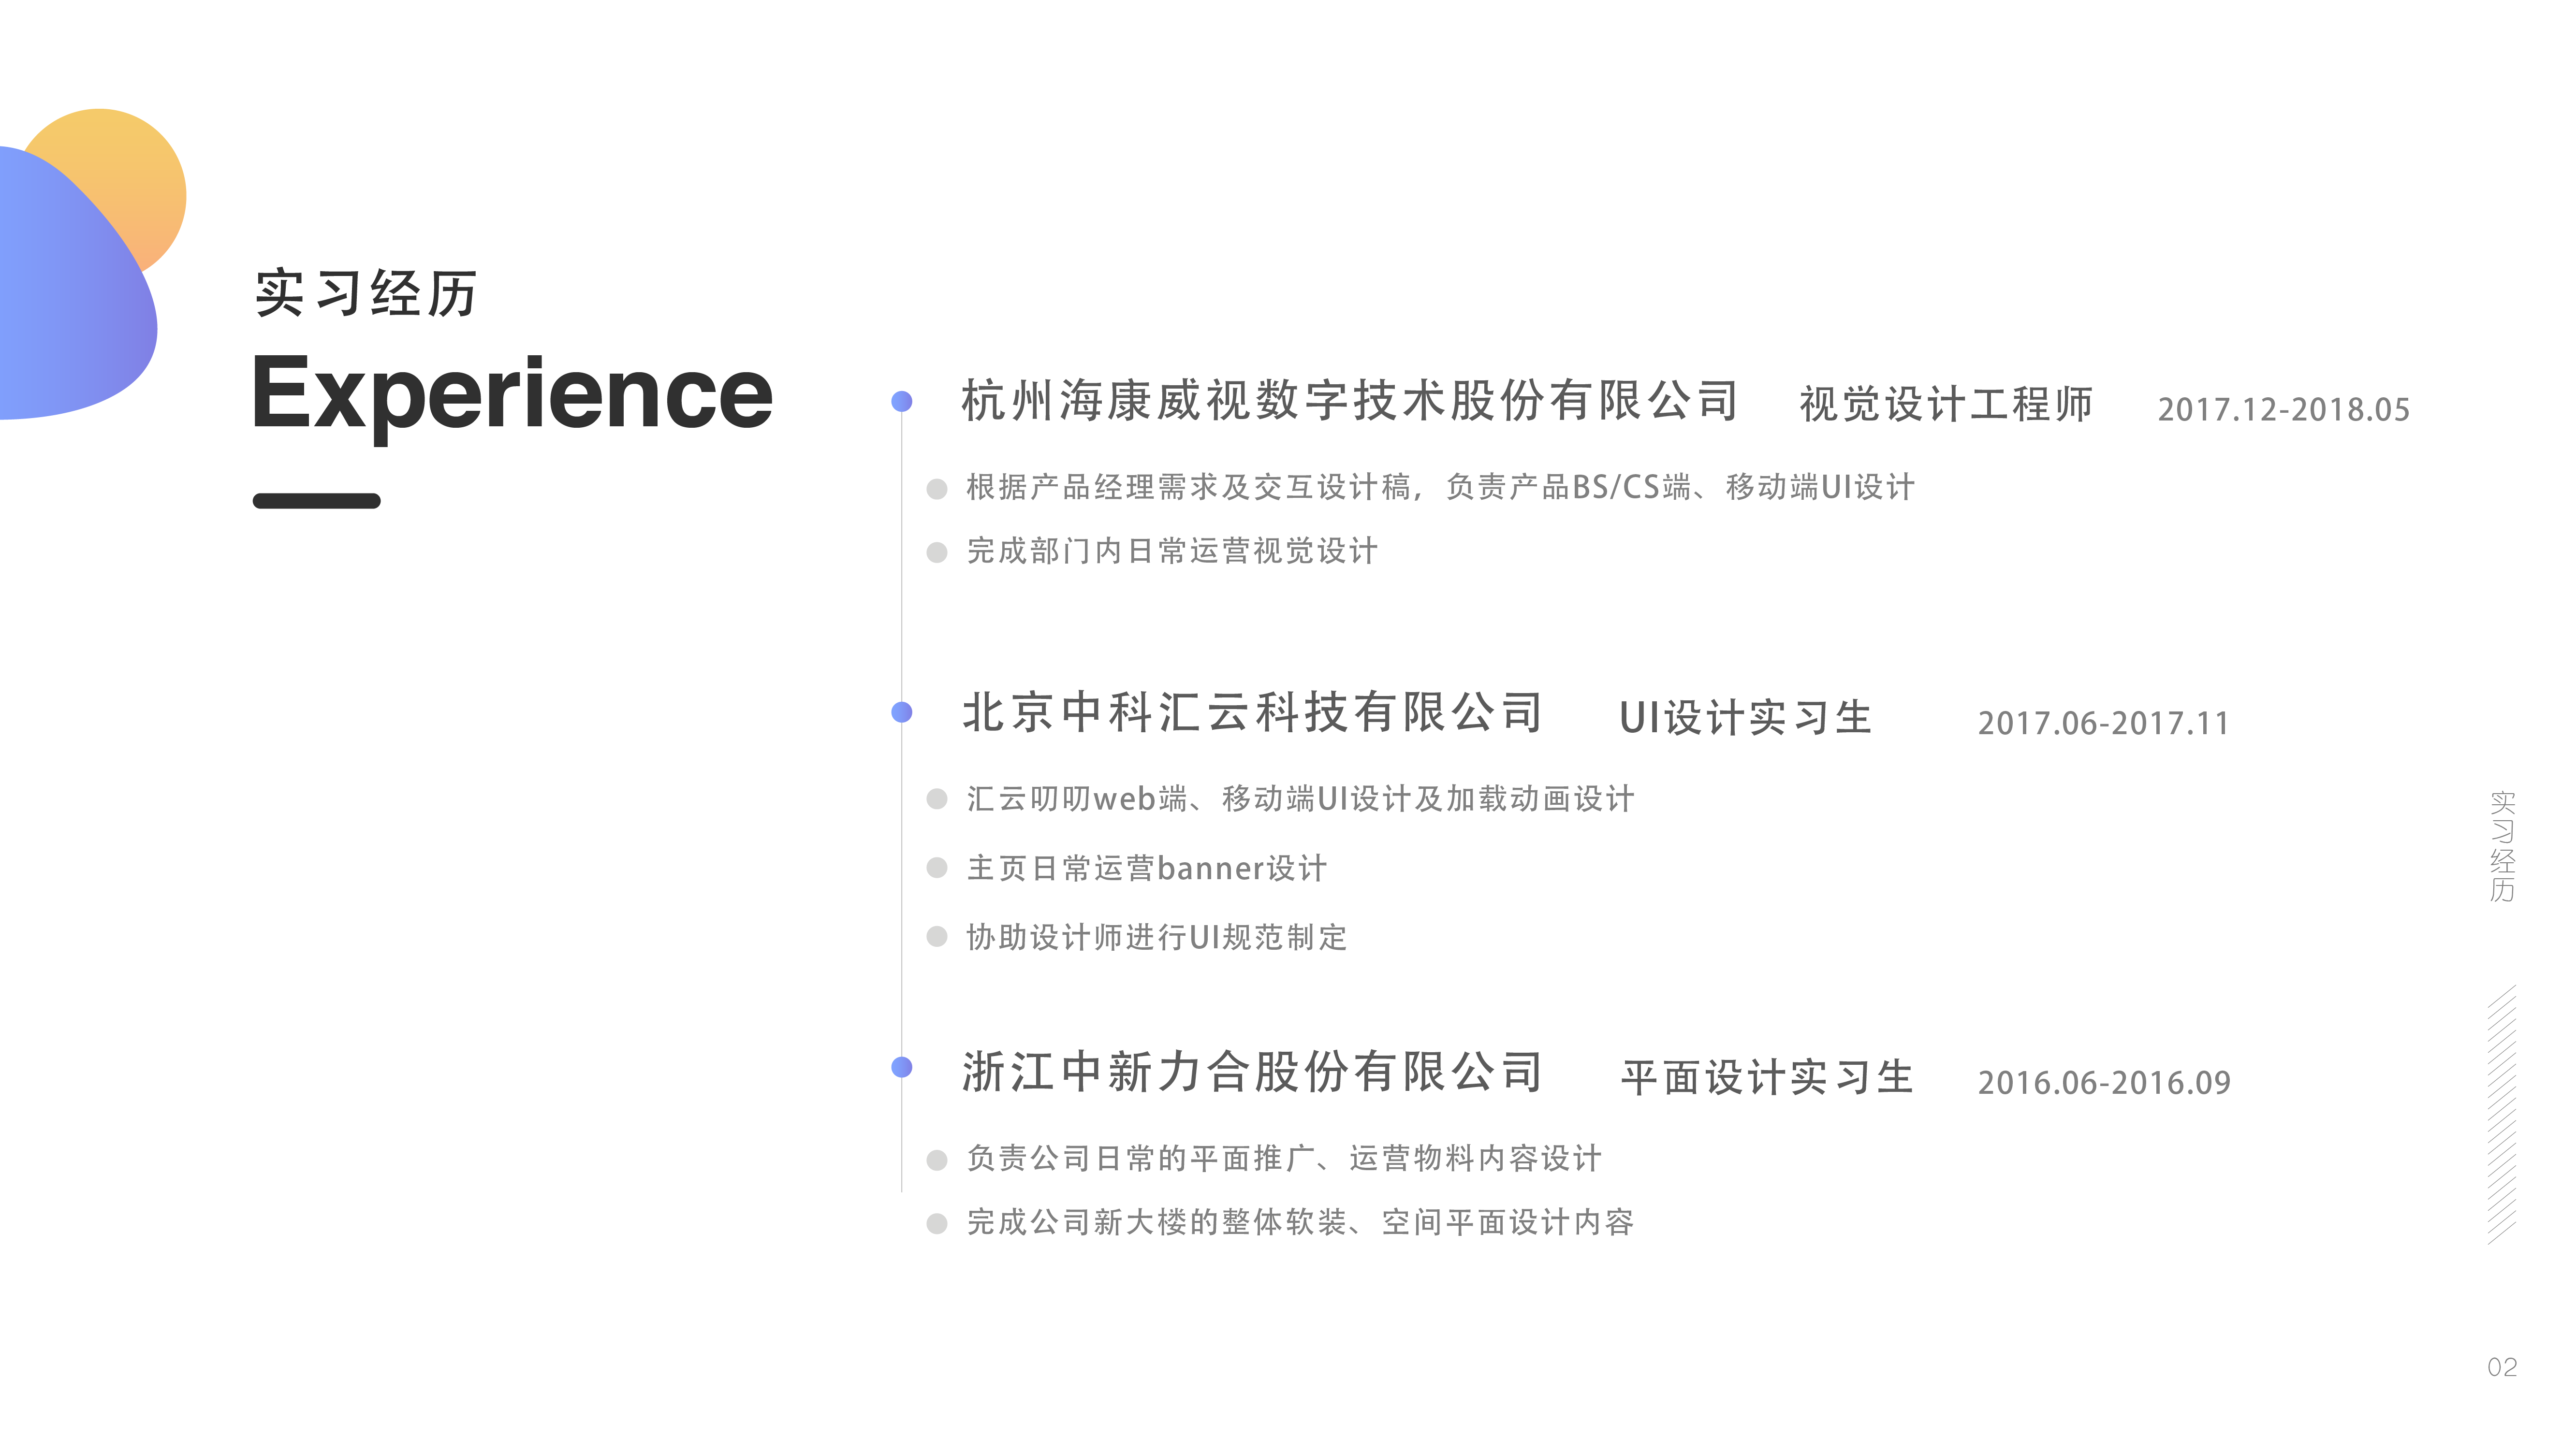 实习经历
Experience
杭州海康威视数字技术股份有限公司 视觉设计工程师 2017.12-2018.05
根据产品经理需求及交互设计稿，负责产品BS/CS端、移动端UI设计
完成部门内日常运营视觉设计
北京中科汇云科技有限公司 UI设计实习生 2017.06-2017.11
汇云叨叨web端、移动端UI设计及加载动画设计
主页日常运营banner设计
协助设计师进行UI规范制定
浙江中新力合股份有限公司 平面设计实习生 2016.06-2016.09
负责公司日常的平面推广、运营物料内容设计
完成公司新大楼的整体软装、空间平面设计内容
实习经历
02